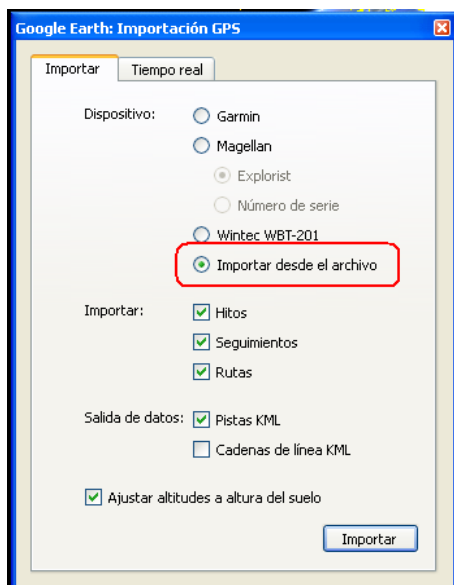 Google Earth: Importación GPS
Importar Tiempo real
Dispositivo: Garmin
Magellan
Explorist
Número de serie
Wintec WBT-201
Importar desde el archivo
Importar: Hitos
Seguimientos
Rutas
Salida de datos: Pistas KML
Cadenas de línea KML
Ajustar altitudes a altura del suelo
Importar